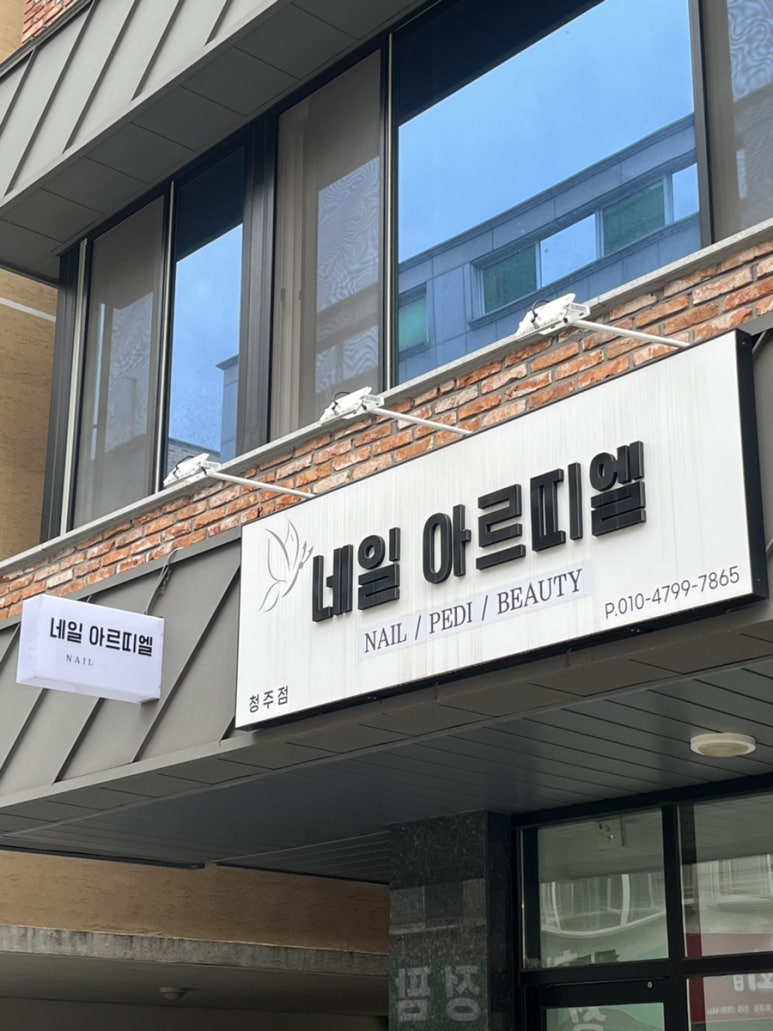 네일 아르띠엘
NAIL / PEDI / BEAUTY
P.010-4799-7865
청주점
네일 아르띠엘
NAIL